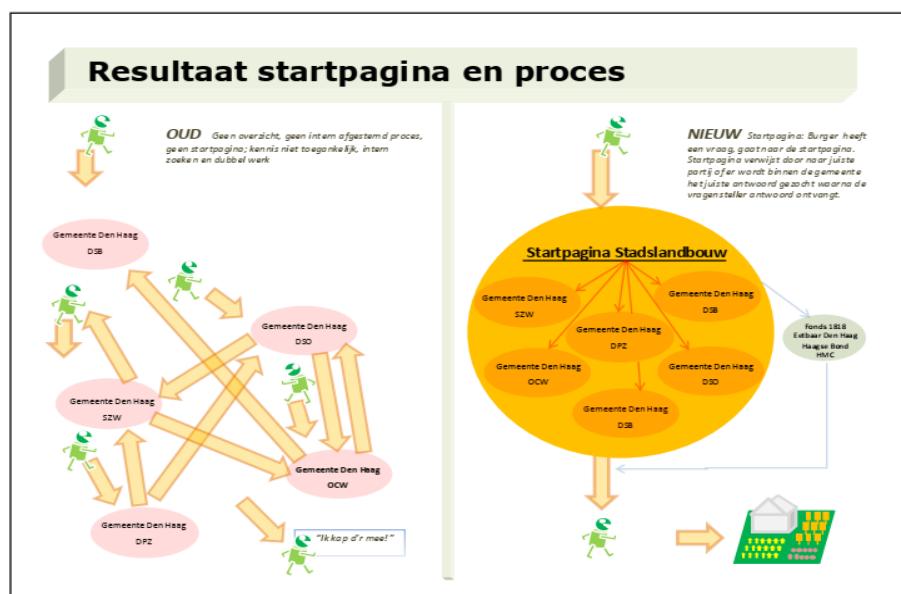 Resultaat startpagina en proces
OUD Geen overzicht, geen intern afgestemd proces,
geen startpagina; kennis niet toegankelijk, intern
zoeken en dubbel werk
Gemeente Den Haag
DSB
Gemeente Den Haag
DSO
Gemeente Den Haag
SZW
Gemeente Den Haag
OCW
Gemeente Den Haag
DPZ
"Ik kap d'r mee!"
NIEUW Startpagina: Burger heeft
een vraag, gaat naar de startpagina.
Startpagina verwijst door naar juiste
partij of er wordt binnen de gemeente
het juiste antwoord gezocht waarna de
vragensteller antwoord ontvangt.
Startpagina Stadslandbouw
Gemeente Den Haag
SZW
Gemeente Den Haag
DSB
Gemeente Den Haag
DPZ
Gemeente Den Haag
OCW
Gemeente Den Haag
DSO
Gemeente Den Haag
DSB
Fonds 1818
Eetbaar Den Haag
Haagse Bond
HMC